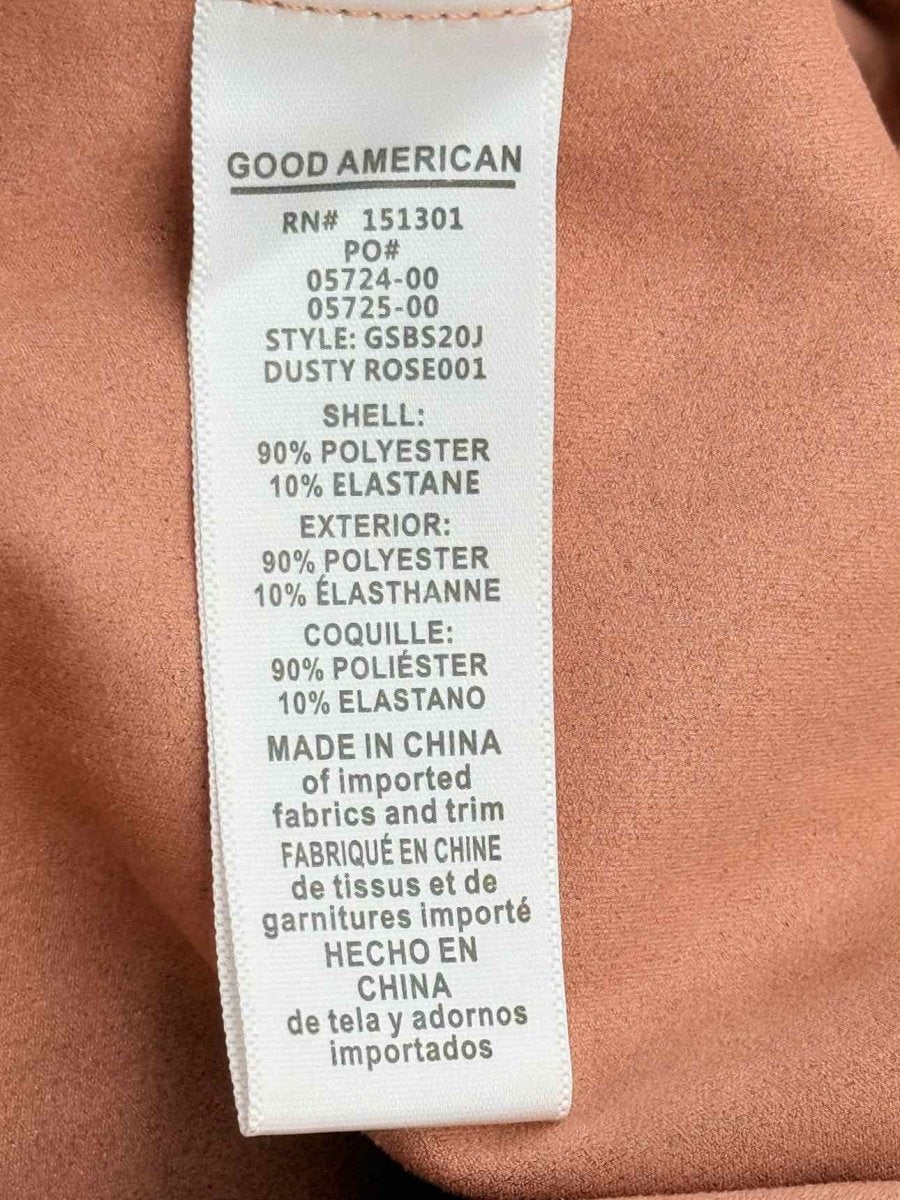 GOOD AMERICAN
RN# 151301
PO#
05724-00
05725-00
STYLE: GSBS20J
DUSTY ROSE001
SHELL:
90% POLYESTER
10% ELASTANE
EXTERIOR:
90% POLYESTER
10% ÉLASTHANNE
COQUILLE:
90% POLIÉSTER
10% ELASTANO
MADE IN CHINA
of imported
fabrics and trim
FABRIQUÉ EN CHINE
de tissus et de
garnitures importé
HECHO EN
CHINA
de tela y adornos
importados